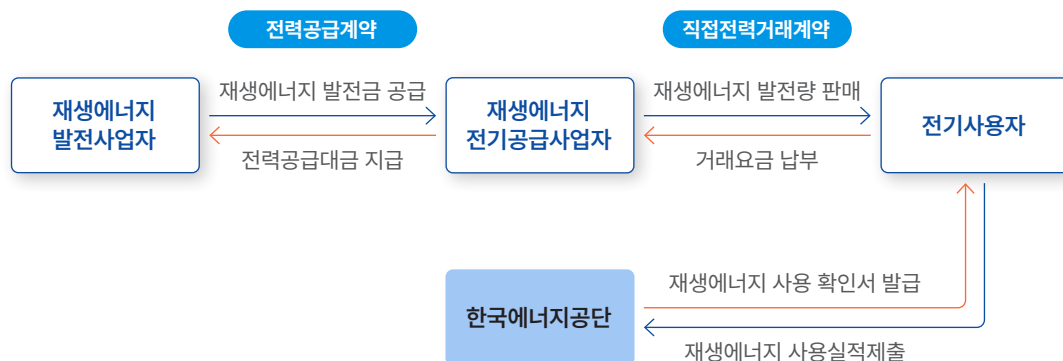 전력공급계약
직접전력거래계약
재생에너지
발전사업자
재생에너지 발전금 공급
전력공급대금 지급
재생에너지
전기공급사업자
재생에너지 발전량 판매
거래요금 납부
전기사용자
한국에너지공단
재생에너지 사용 확인서 발급
재생에너지 사용실적제출